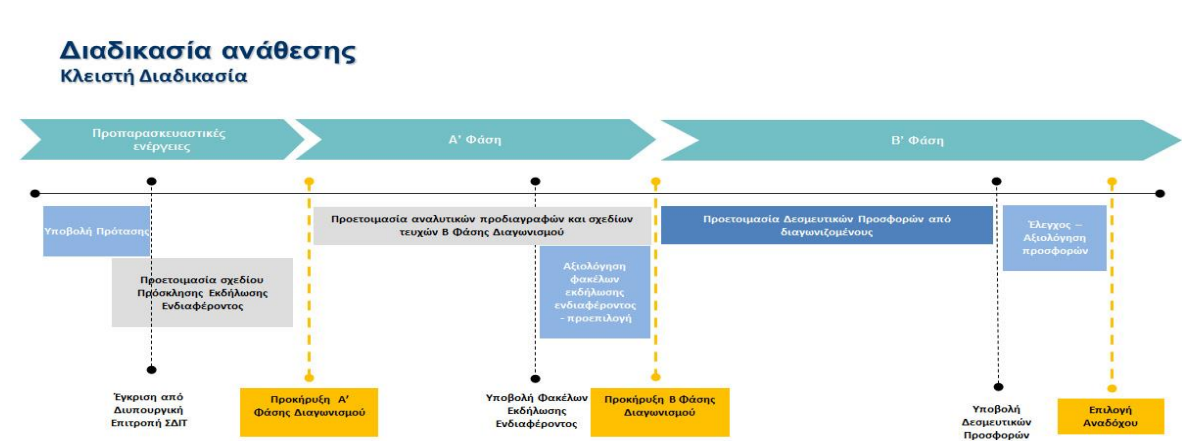 Διαδικασία ανάθεσης
Κλειστή Διαδικασία
Προπαρασκευαστικές
ενέργειες
Α' Φάση
Β' Φάση
Υποβολή Πρότασης
Προετοιμασία σχεδίου
Πρόσκλησης Εκδήλωσης
Ενδιαφέροντος
Προετοιμασία αναλυτικών προδιαγραφών και σχεδίων
τευχών Β Φάσης Διαγωνισμού
Αξιολόγηση
φακέλων
εκδήλωσης
ενδιαφέροντος
- προεπιλογή
Προετοιμασία Δεσμευτικών Προσφορών από
διαγωνιζομένους
Έλεγχος –
Αξιολόγηση
προσφορών
Έγκριση από
Διυπουργική
Επιτροπή ΣΔΙΤ
Προκήρυξη Α'
Φάσης Διαγωνισμού
Υποβολή Φακέλων
Εκδήλωσης
Ενδιαφέροντος
Προκήρυξη Β Φάσης
Διαγωνισμού
Υποβολή
Δεσμευτικών
Προσφορών
Επιλογή
Αναδόχου